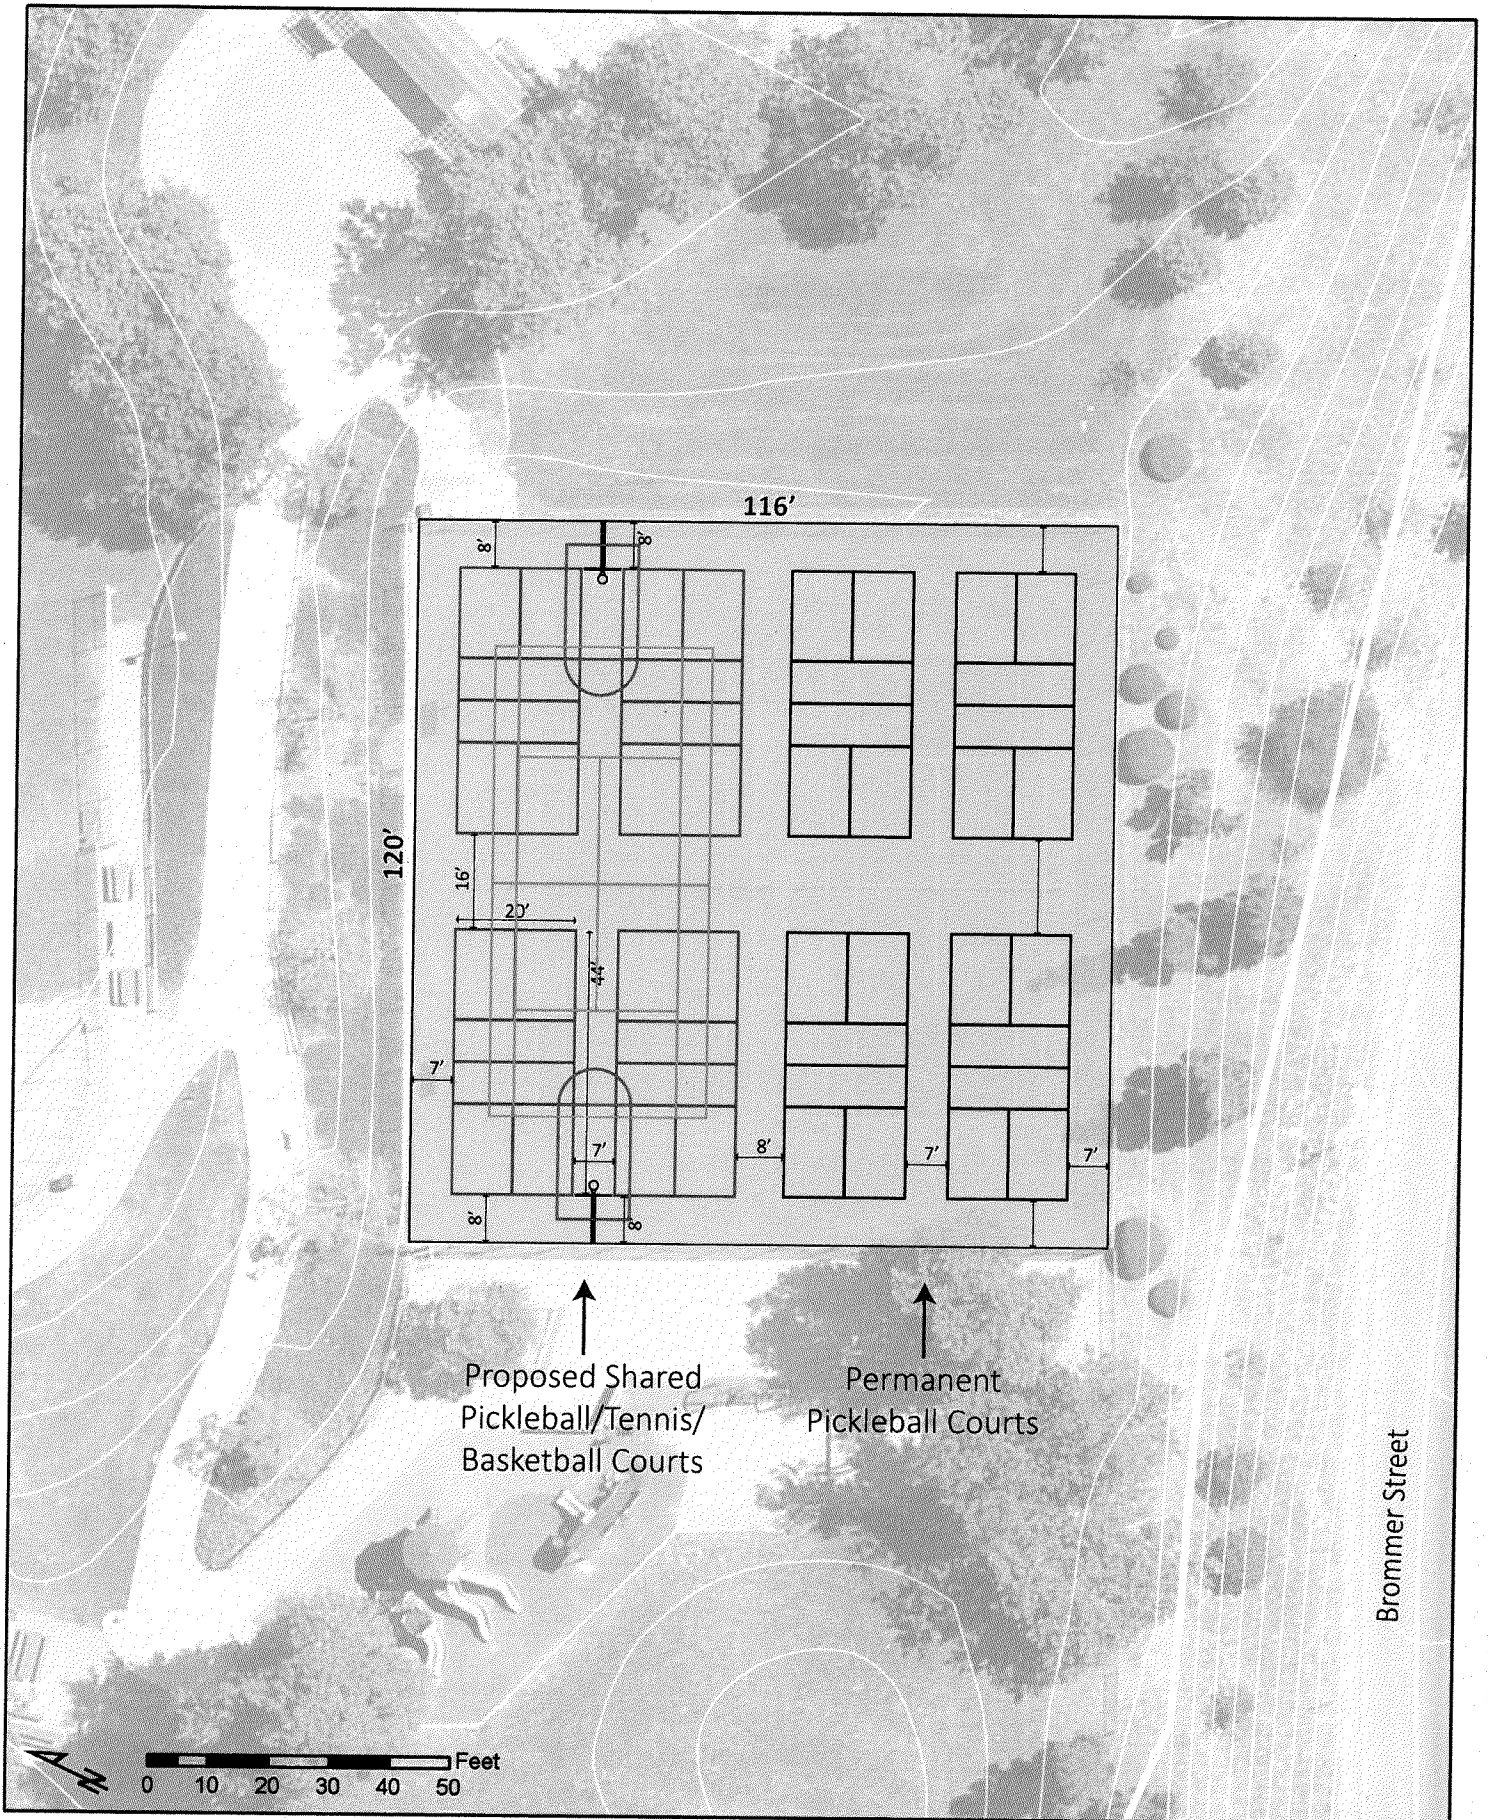 116'
8'
8'
120'
16'
20'
44'
7'
7'
8'
7'
7'
8'
8'
Proposed Shared
Pickleball/Tennis/
Basketball Courts
Permanent
Pickleball Courts
Brommer Street
N
Feet
0 10 20 30 40 50